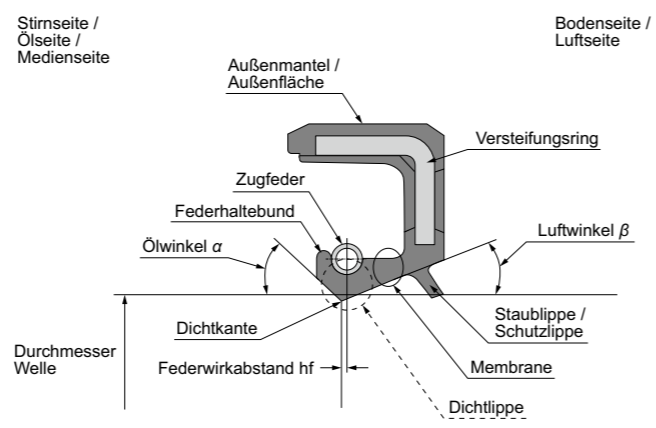 Stirnseite /
Ölseite /
Medienseite
Bodenseite /
Luftseite
Außenmantel /
Außenfläche
Versteifungsring
Zugfeder
Federhaltebund
Ölwinkel α
Luftwinkel β
Dichtkante
Staublippe /
Schutzlippe
Durchmesser
Welle
Federwirkabstand hf
Membrane
Dichtlippe